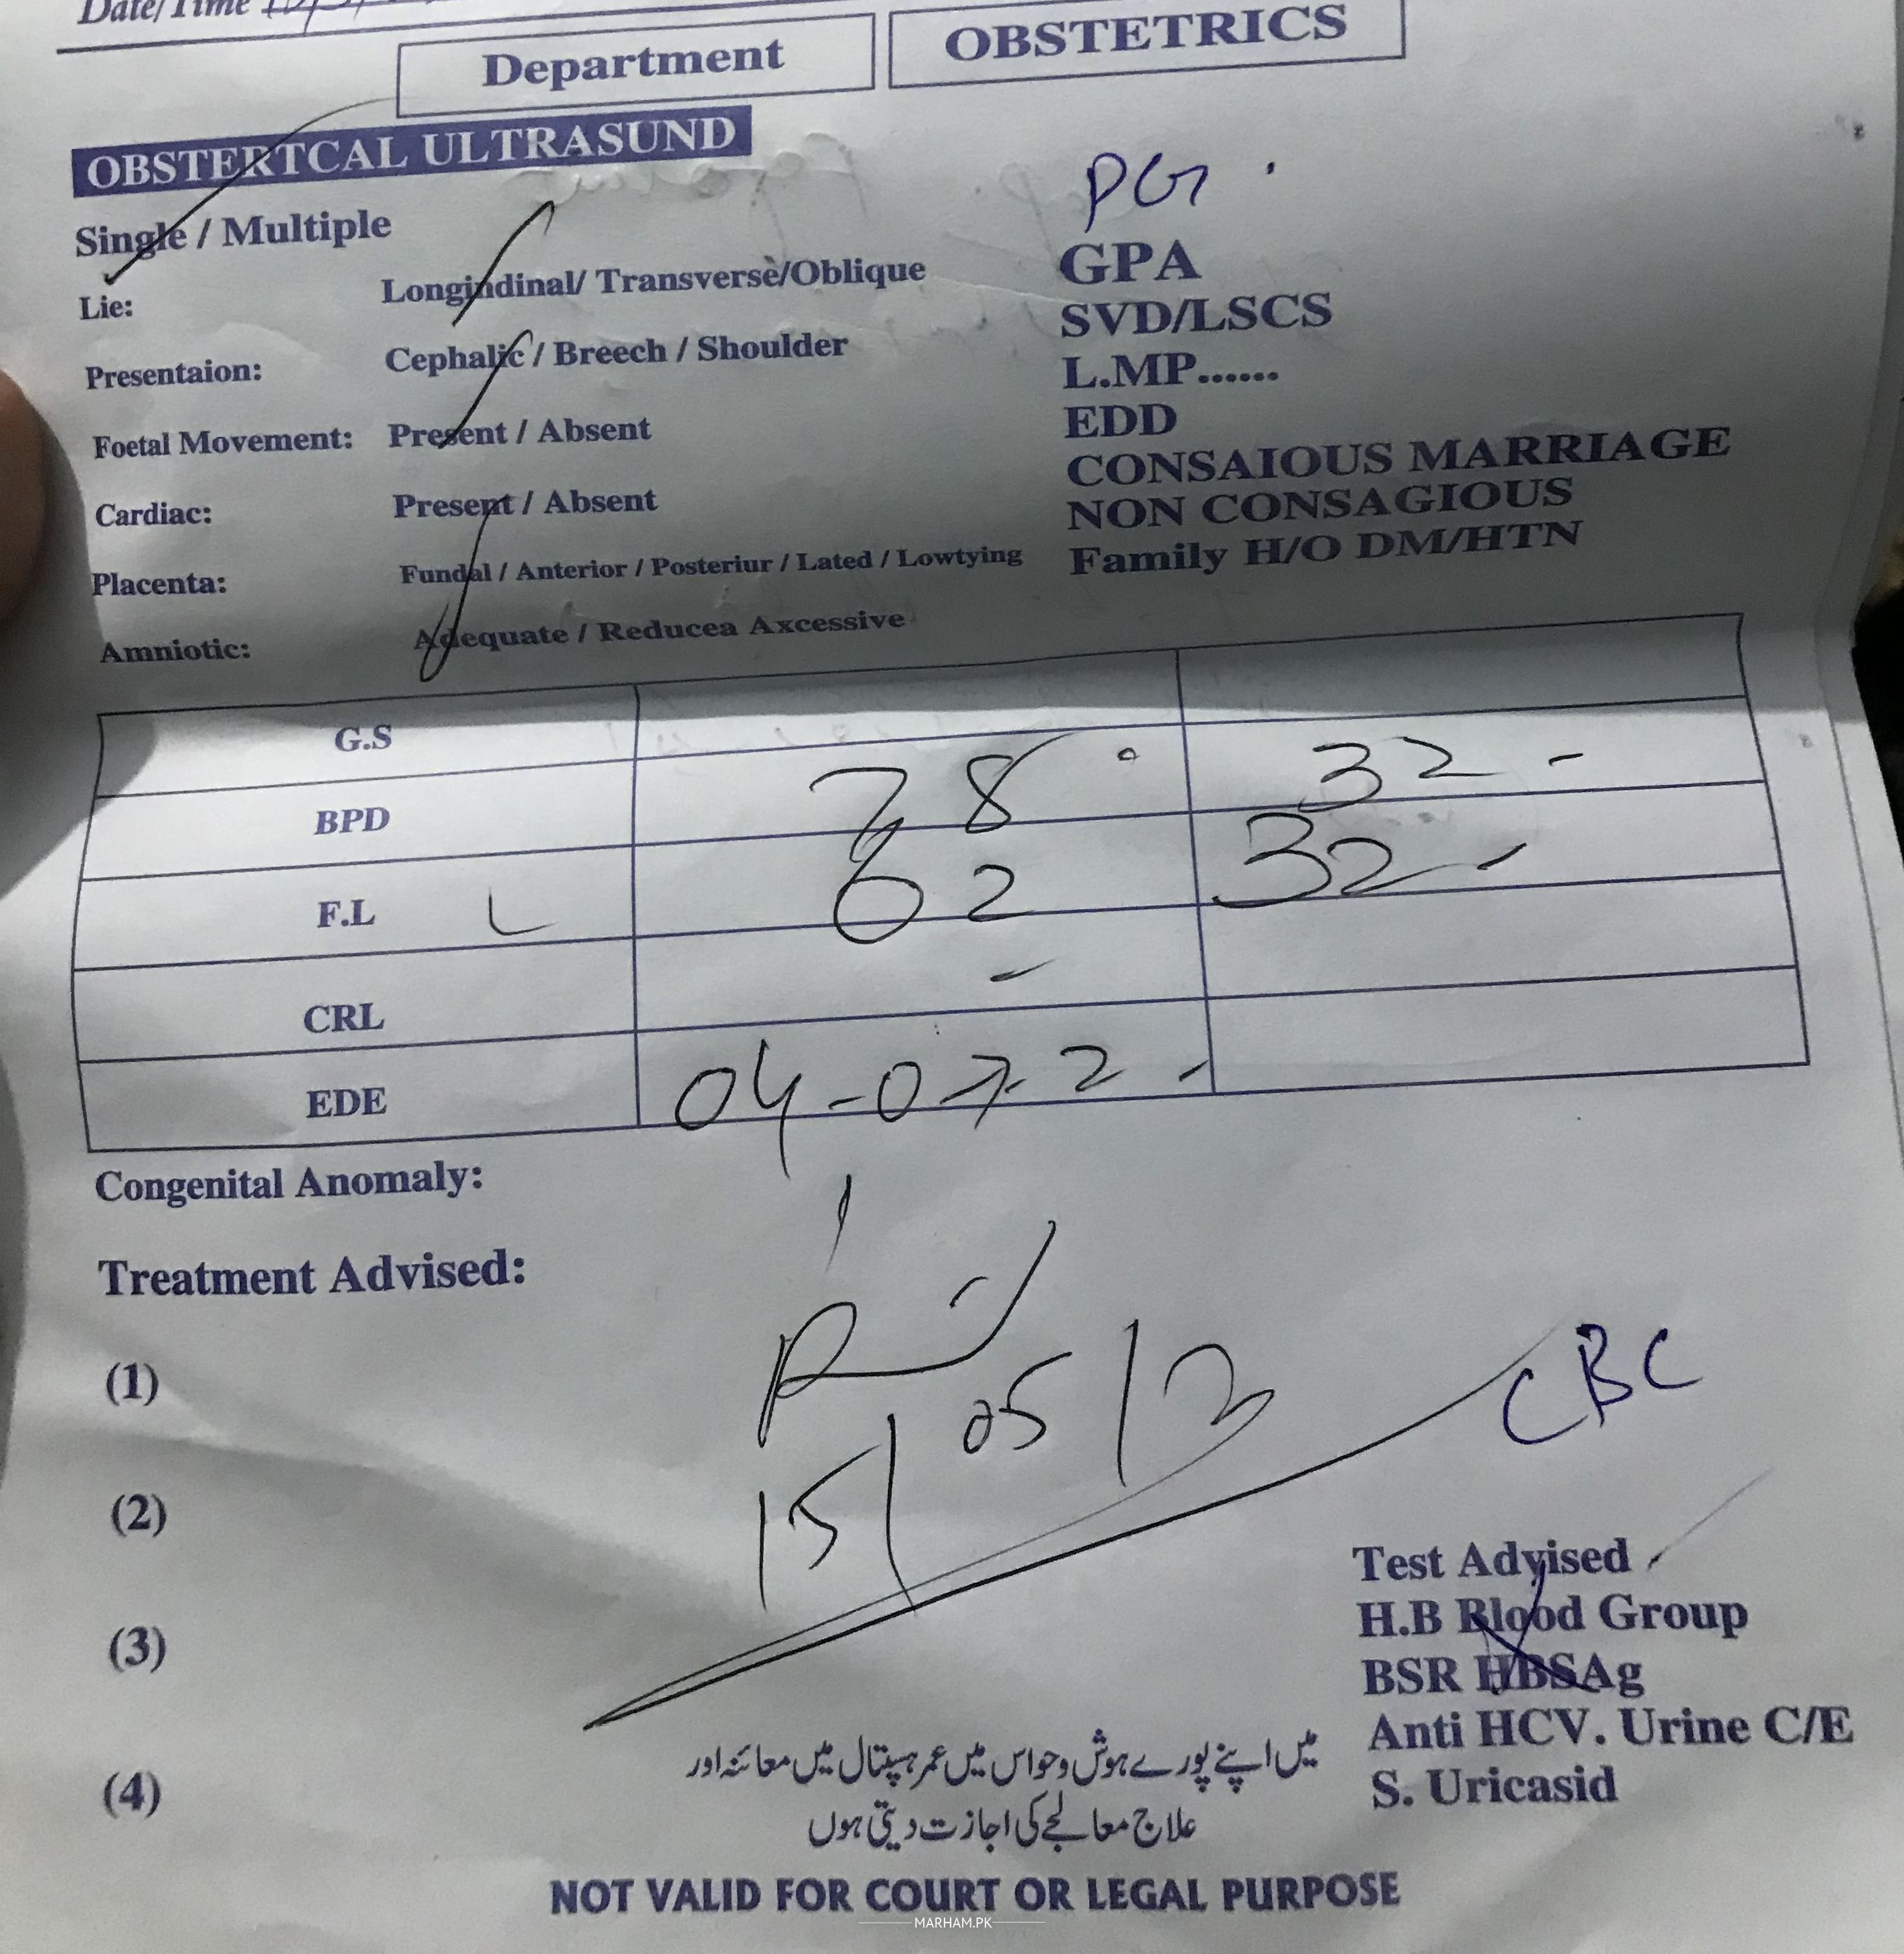 Date/Time
Department
OBSTETRICS
OBSTERTCAL ULTRASUND
PG
Single / Multiple
GPA
Lie: Longindinal/ Transverse/Oblique
SVD/LSCS
Presentaion: Cephalic / Breech / Shoulder
L.MP......
EDD
Foetal Movement: Present / Absent
CONSAIOUS MARRIAGE
Cardiac: Present / Absent
NON CONSAGIOUS
Placenta: Fundal / Anterior / Posteriur / Lated / Lowtying
Family H/O DM/HTN
Amniotic: Adequate / Reducea Axcessive
G.S
BPD 78 32 -
F.L 62 32 -
CRL -
EDE 04-07-2
Congenital Anomaly:
Treatment Advised:
(1)
15/05/2
CBC
(2)
Test Advised
H.B Blood Group
(3)
BSR HBSAg
Anti HCV. Urine C/E
S. Uricasid
(4)
میں اپنے پورے ہوش و حواس میں عمر ہسپتال میں معائنہ اور
علاج معالجے کی اجازت دیتی ہوں
NOT VALID FOR COURT OR LEGAL PURPOSE
MARHAM.PK